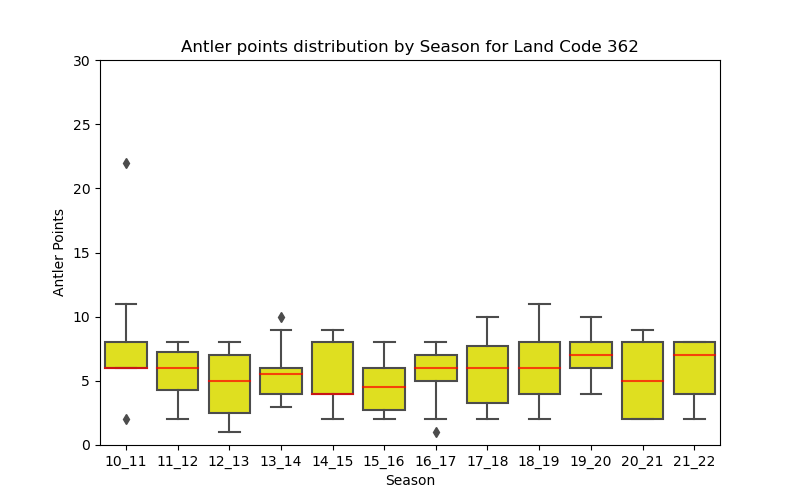 Antler points distribution by Season for Land Code 362
30
25
20
15
10
5
0
Antler Points
10_11 11_12 12_13 13_14 14_15 15_16 16_17 17_18 18_19 19_20 20_21 21_22
Season